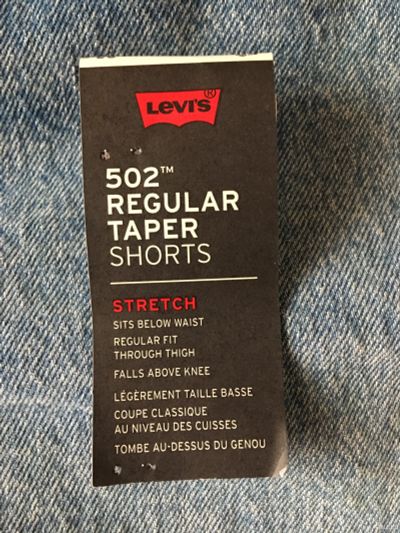 LEVI'S®
502™
REGULAR
TAPER
SHORTS
STRETCH
SITS BELOW WAIST
REGULAR FIT
THROUGH THIGH
FALLS ABOVE KNEE
LÉGÈREMENT TAILLE BASSE
COUPE CLASSIQUE
AU NIVEAU DES CUISSES
TOMBE AU-DESSUS DU GENOU